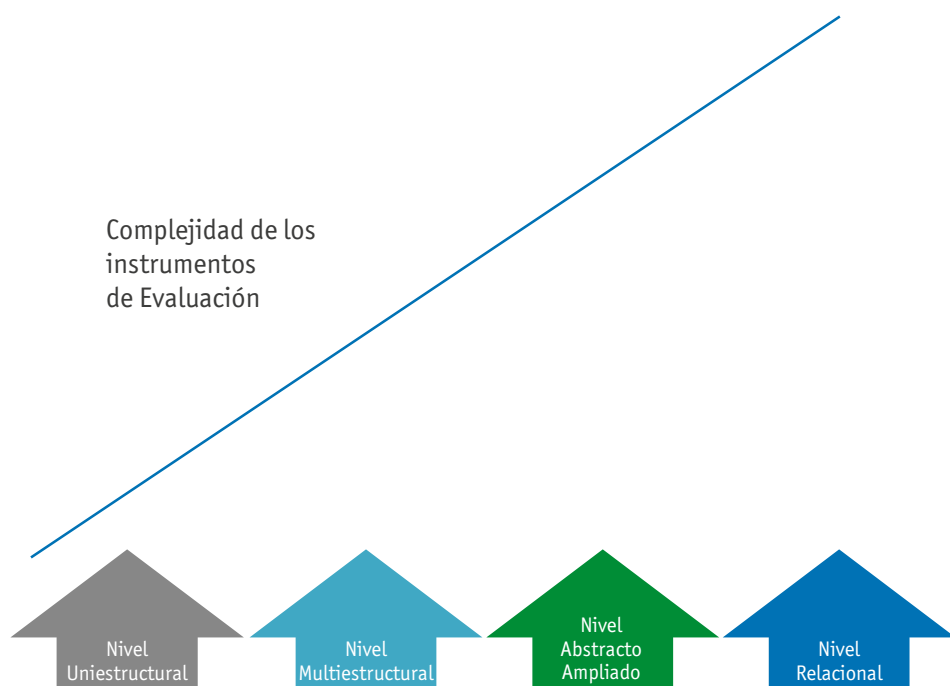 Complejidad de los
instrumentos
de Evaluación
Nivel
Uniestructural
Nivel
Multiestructural
Nivel
Abstracto
Ampliado
Nivel
Relacional